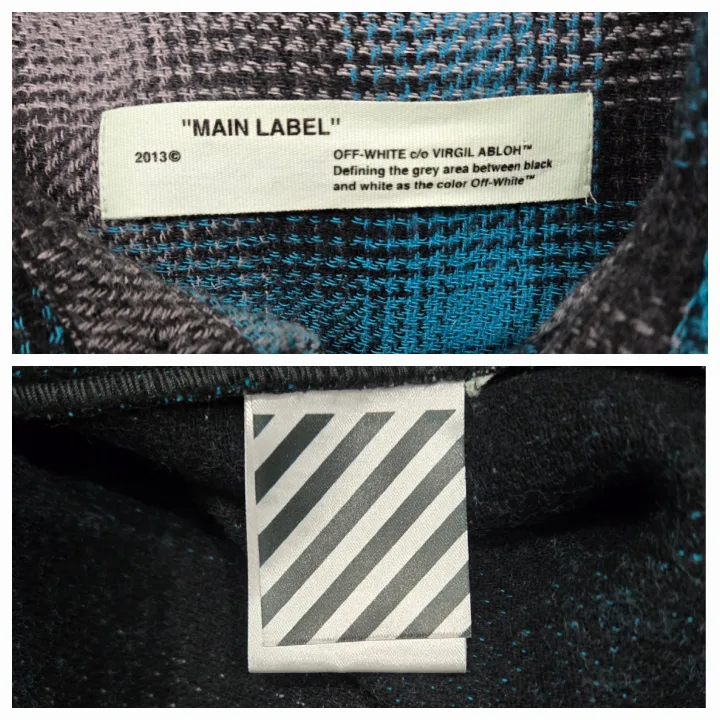 "MAIN LABEL"
2013©
OFF-WHITE c/o VIRGIL ABLOH™
Defining the grey area between black
and white as the color Off-White™